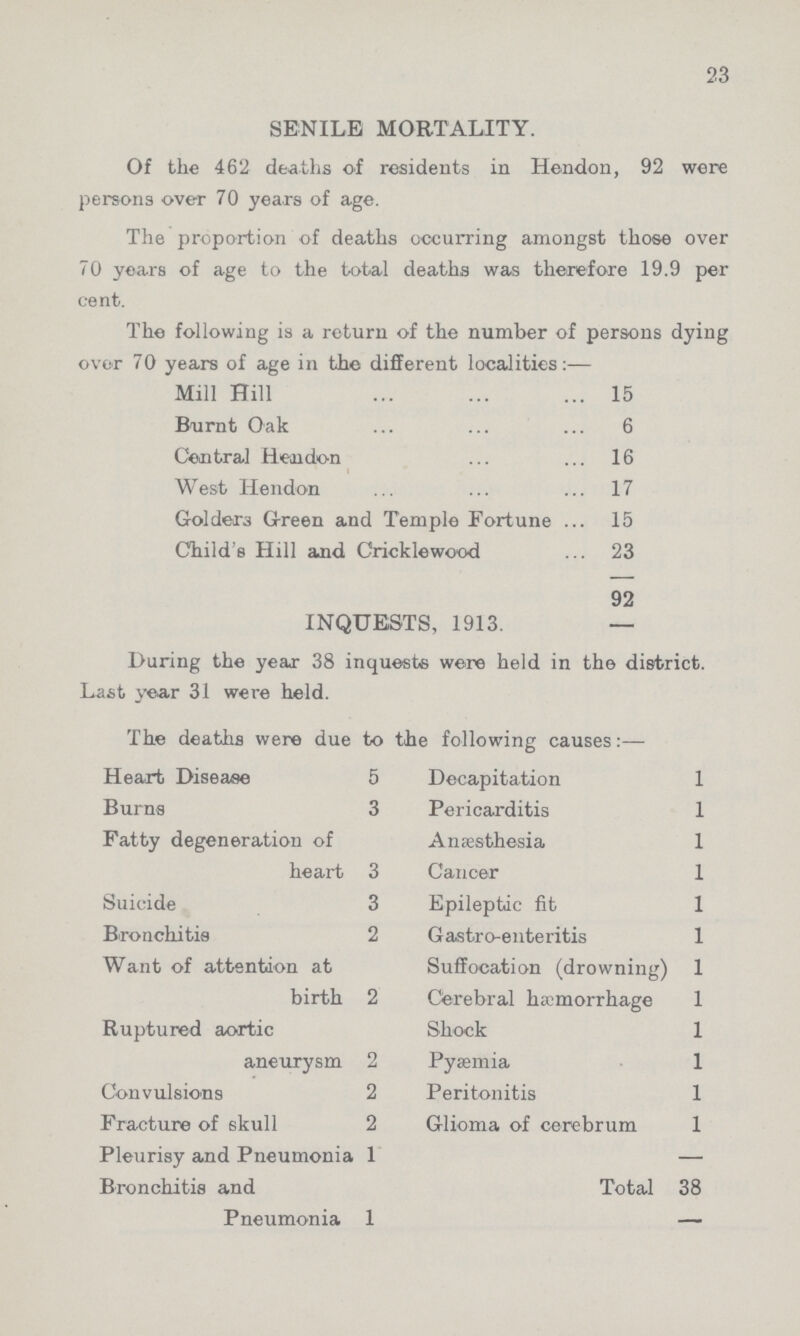 23
SENILE MORTALITY.
Of the 462 deaths of residents in Hendon, 92 were
persons over 70 years of age.
The proportion of deaths occurring amongst those over
70 years of age to the total deaths was therefore 19.9 per
cent.
The following is a return of the number of persons dying
over 70 years of age in the different localities:—
Mill Hill ... ... ... 15
Burnt Oak ... ... ... 6
Central Hendon ... ... 16
West Hendon ... ... ... 17
Golders Green and Temple Fortune ... 15
Child's Hill and Cricklewood ... 23
—
92
INQUESTS, 1913. —
During the year 38 inquests were held in the district.
Last year 31 were held.
The deaths were due to the following causes:—
Heart Disease 5
Burns 3
Fatty degeneration of
heart 3
Suicide 3
Bronchitis 2
Want of attention at
birth 2
Ruptured aortic
aneurysm 2
Convulsions 2
Fracture of skull 2
Pleurisy and Pneumonia 1
Bronchitis and
Pneumonia 1
Decapitation 1
Pericarditis 1
Anæsthesia 1
Cancer 1
Epileptic fit 1
Gastro-enteritis 1
Suffocation (drowning) 1
Cerebral hæmorrhage 1
Shock 1
Pyæmia 1
Peritonitis 1
Glioma of cerebrum 1
—
Total 38
—